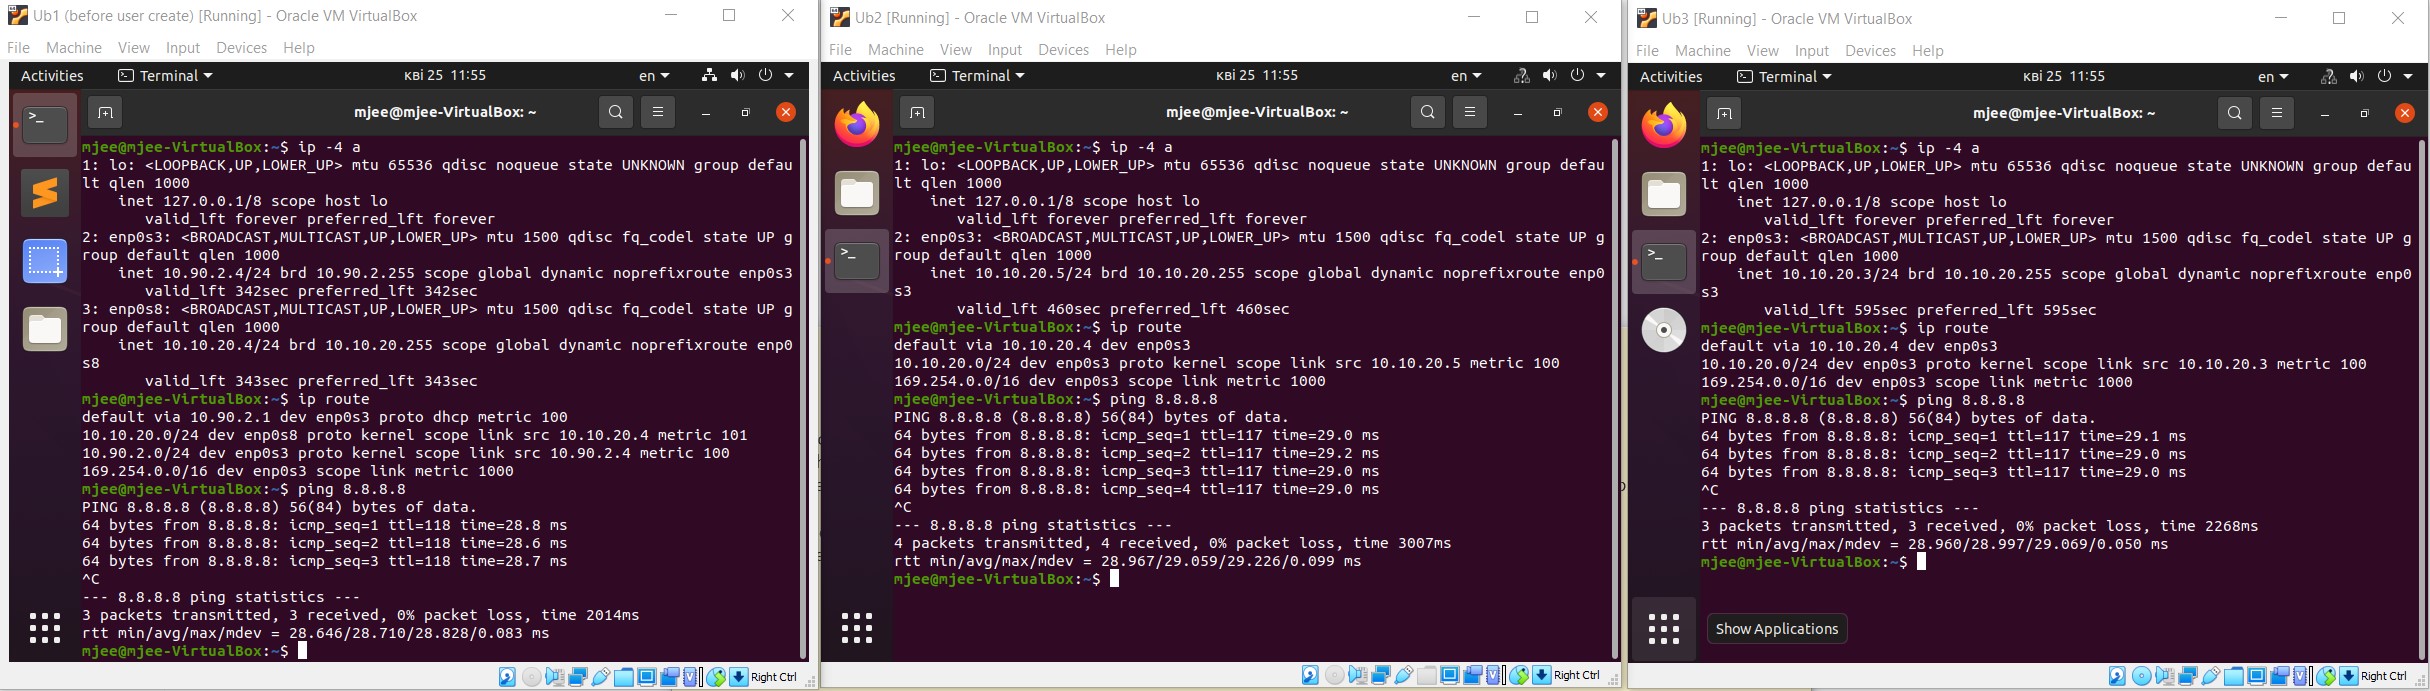 Ub1 (before user create) [Running] - Oracle VM VirtualBox
File Machine View Input Devices Help
Activities Terminal кві 25 11:55 en
mjee@mjee-VirtualBox: ~
mjee@mjee-VirtualBox:~$ ip -4 a
1: lo: <LOOPBACK,UP,LOWER_UP> mtu 65536 qdisc noqueue state UNKNOWN group defau
lt qlen 1000
inet 127.0.0.1/8 scope host lo
valid_lft forever preferred_lft forever
2: enp0s3: <BROADCAST,MULTICAST,UP,LOWER_UP> mtu 1500 qdisc fq_codel state UP g
roup default qlen 1000
inet 10.90.2.4/24 brd 10.90.2.255 scope global dynamic noprefixroute enp0s3
valid_lft 342sec preferred_lft 342sec
3: enp0s8: <BROADCAST,MULTICAST,UP,LOWER_UP> mtu 1500 qdisc fq_codel state UP g
roup default qlen 1000
inet 10.10.20.4/24 brd 10.10.20.255 scope global dynamic noprefixroute enp0
s8
valid_lft 343sec preferred_lft 343sec
mjee@mjee-VirtualBox:~$ ip route
default via 10.90.2.1 dev enp0s3 proto dhcp metric 100
10.10.20.0/24 dev enp0s8 proto kernel scope link src 10.10.20.4 metric 101
10.90.2.0/24 dev enp0s3 proto kernel scope link src 10.90.2.4 metric 100
169.254.0.0/16 dev enp0s3 scope link metric 1000
mjee@mjee-VirtualBox:~$ ping 8.8.8.8
PING 8.8.8.8 (8.8.8.8) 56(84) bytes of data.
64 bytes from 8.8.8.8: icmp_seq=1 ttl=118 time=28.8 ms
64 bytes from 8.8.8.8: icmp_seq=2 ttl=118 time=28.6 ms
64 bytes from 8.8.8.8: icmp_seq=3 ttl=118 time=28.7 ms
^C
--- 8.8.8.8 ping statistics ---
3 packets transmitted, 3 received, 0% packet loss, time 2014ms
rtt min/avg/max/mdev = 28.646/28.710/28.828/0.083 ms
mjee@mjee-VirtualBox:~$
Right Ctrl
Ub2 [Running] - Oracle VM VirtualBox
File Machine View Input Devices Help
Activities Terminal кві 25 11:55 en
mjee@mjee-VirtualBox: ~
mjee@mjee-VirtualBox:~$ ip -4 a
1: lo: <LOOPBACK,UP,LOWER_UP> mtu 65536 qdisc noqueue state UNKNOWN group defau
lt qlen 1000
inet 127.0.0.1/8 scope host lo
valid_lft forever preferred_lft forever
2: enp0s3: <BROADCAST,MULTICAST,UP,LOWER_UP> mtu 1500 qdisc fq_codel state UP g
roup default qlen 1000
inet 10.10.20.5/24 brd 10.10.20.255 scope global dynamic noprefixroute enp0
s3
valid_lft 460sec preferred_lft 460sec
mjee@mjee-VirtualBox:~$ ip route
default via 10.10.20.4 dev enp0s3
10.10.20.0/24 dev enp0s3 proto kernel scope link src 10.10.20.5 metric 100
169.254.0.0/16 dev enp0s3 scope link metric 1000
mjee@mjee-VirtualBox:~$ ping 8.8.8.8
PING 8.8.8.8 (8.8.8.8) 56(84) bytes of data.
64 bytes from 8.8.8.8: icmp_seq=1 ttl=117 time=29.0 ms
64 bytes from 8.8.8.8: icmp_seq=2 ttl=117 time=29.2 ms
64 bytes from 8.8.8.8: icmp_seq=3 ttl=117 time=29.0 ms
64 bytes from 8.8.8.8: icmp_seq=4 ttl=117 time=29.0 ms
^C
--- 8.8.8.8 ping statistics ---
4 packets transmitted, 4 received, 0% packet loss, time 3007ms
rtt min/avg/max/mdev = 28.967/29.059/29.226/0.099 ms
mjee@mjee-VirtualBox:~$
Right Ctrl
Ub3 [Running] - Oracle VM VirtualBox
File Machine View Input Devices Help
Activities Terminal кві 25 11:55 en
mjee@mjee-VirtualBox: ~
mjee@mjee-VirtualBox:~$ ip -4 a
1: lo: <LOOPBACK,UP,LOWER_UP> mtu 65536 qdisc noqueue state UNKNOWN group defau
lt qlen 1000
inet 127.0.0.1/8 scope host lo
valid_lft forever preferred_lft forever
2: enp0s3: <BROADCAST,MULTICAST,UP,LOWER_UP> mtu 1500 qdisc fq_codel state UP g
roup default qlen 1000
inet 10.10.20.3/24 brd 10.10.20.255 scope global dynamic noprefixroute enp0
s3
valid_lft 595sec preferred_lft 595sec
mjee@mjee-VirtualBox:~$ ip route
default via 10.10.20.4 dev enp0s3
10.10.20.0/24 dev enp0s3 proto kernel scope link src 10.10.20.3 metric 100
169.254.0.0/16 dev enp0s3 scope link metric 1000
mjee@mjee-VirtualBox:~$ ping 8.8.8.8
PING 8.8.8.8 (8.8.8.8) 56(84) bytes of data.
64 bytes from 8.8.8.8: icmp_seq=1 ttl=117 time=29.1 ms
64 bytes from 8.8.8.8: icmp_seq=2 ttl=117 time=29.0 ms
64 bytes from 8.8.8.8: icmp_seq=3 ttl=117 time=29.0 ms
^C
--- 8.8.8.8 ping statistics ---
3 packets transmitted, 3 received, 0% packet loss, time 2268ms
rtt min/avg/max/mdev = 28.960/28.997/29.069/0.050 ms
mjee@mjee-VirtualBox:~$
Show Applications
Right Ctrl